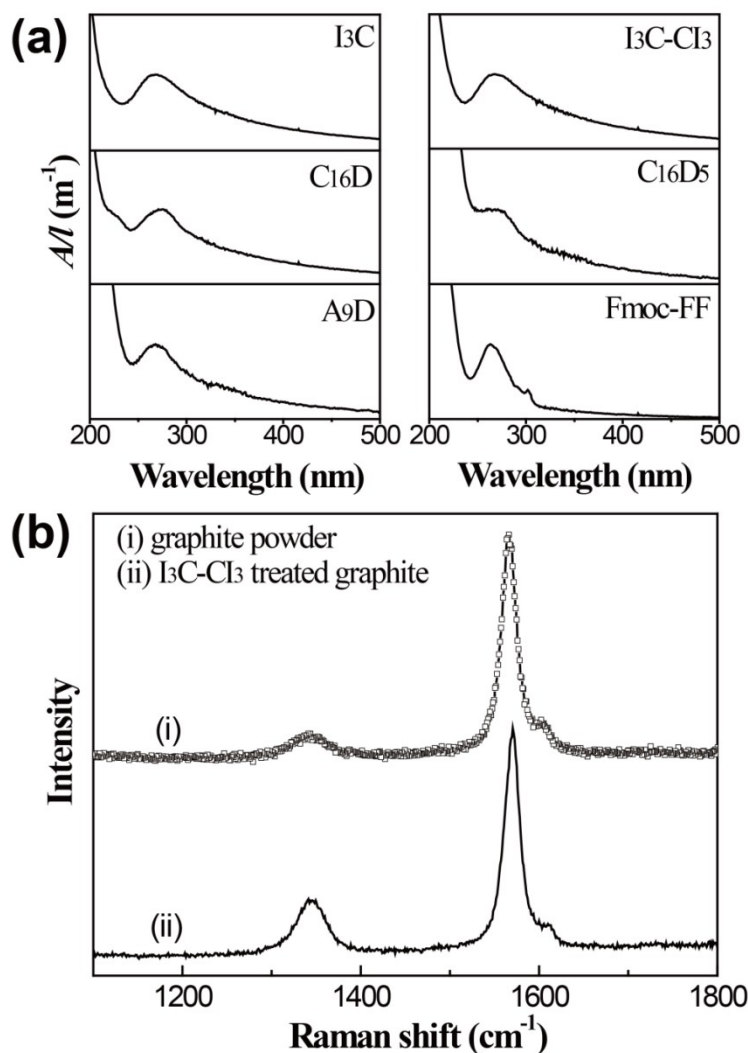 (a)
I3C
I3C-CI3
C16D
C16D5
A9D
Fmoc-FF
A/l (m⁻¹)
200 300 400 500
200 300 400 500
Wavelength (nm)
Wavelength (nm)
(b)
(i) graphite powder
(ii) I3C-CI3 treated graphite
(i)
(ii)
Intensity
1200 1400 1600 1800
Raman shift (cm⁻¹)